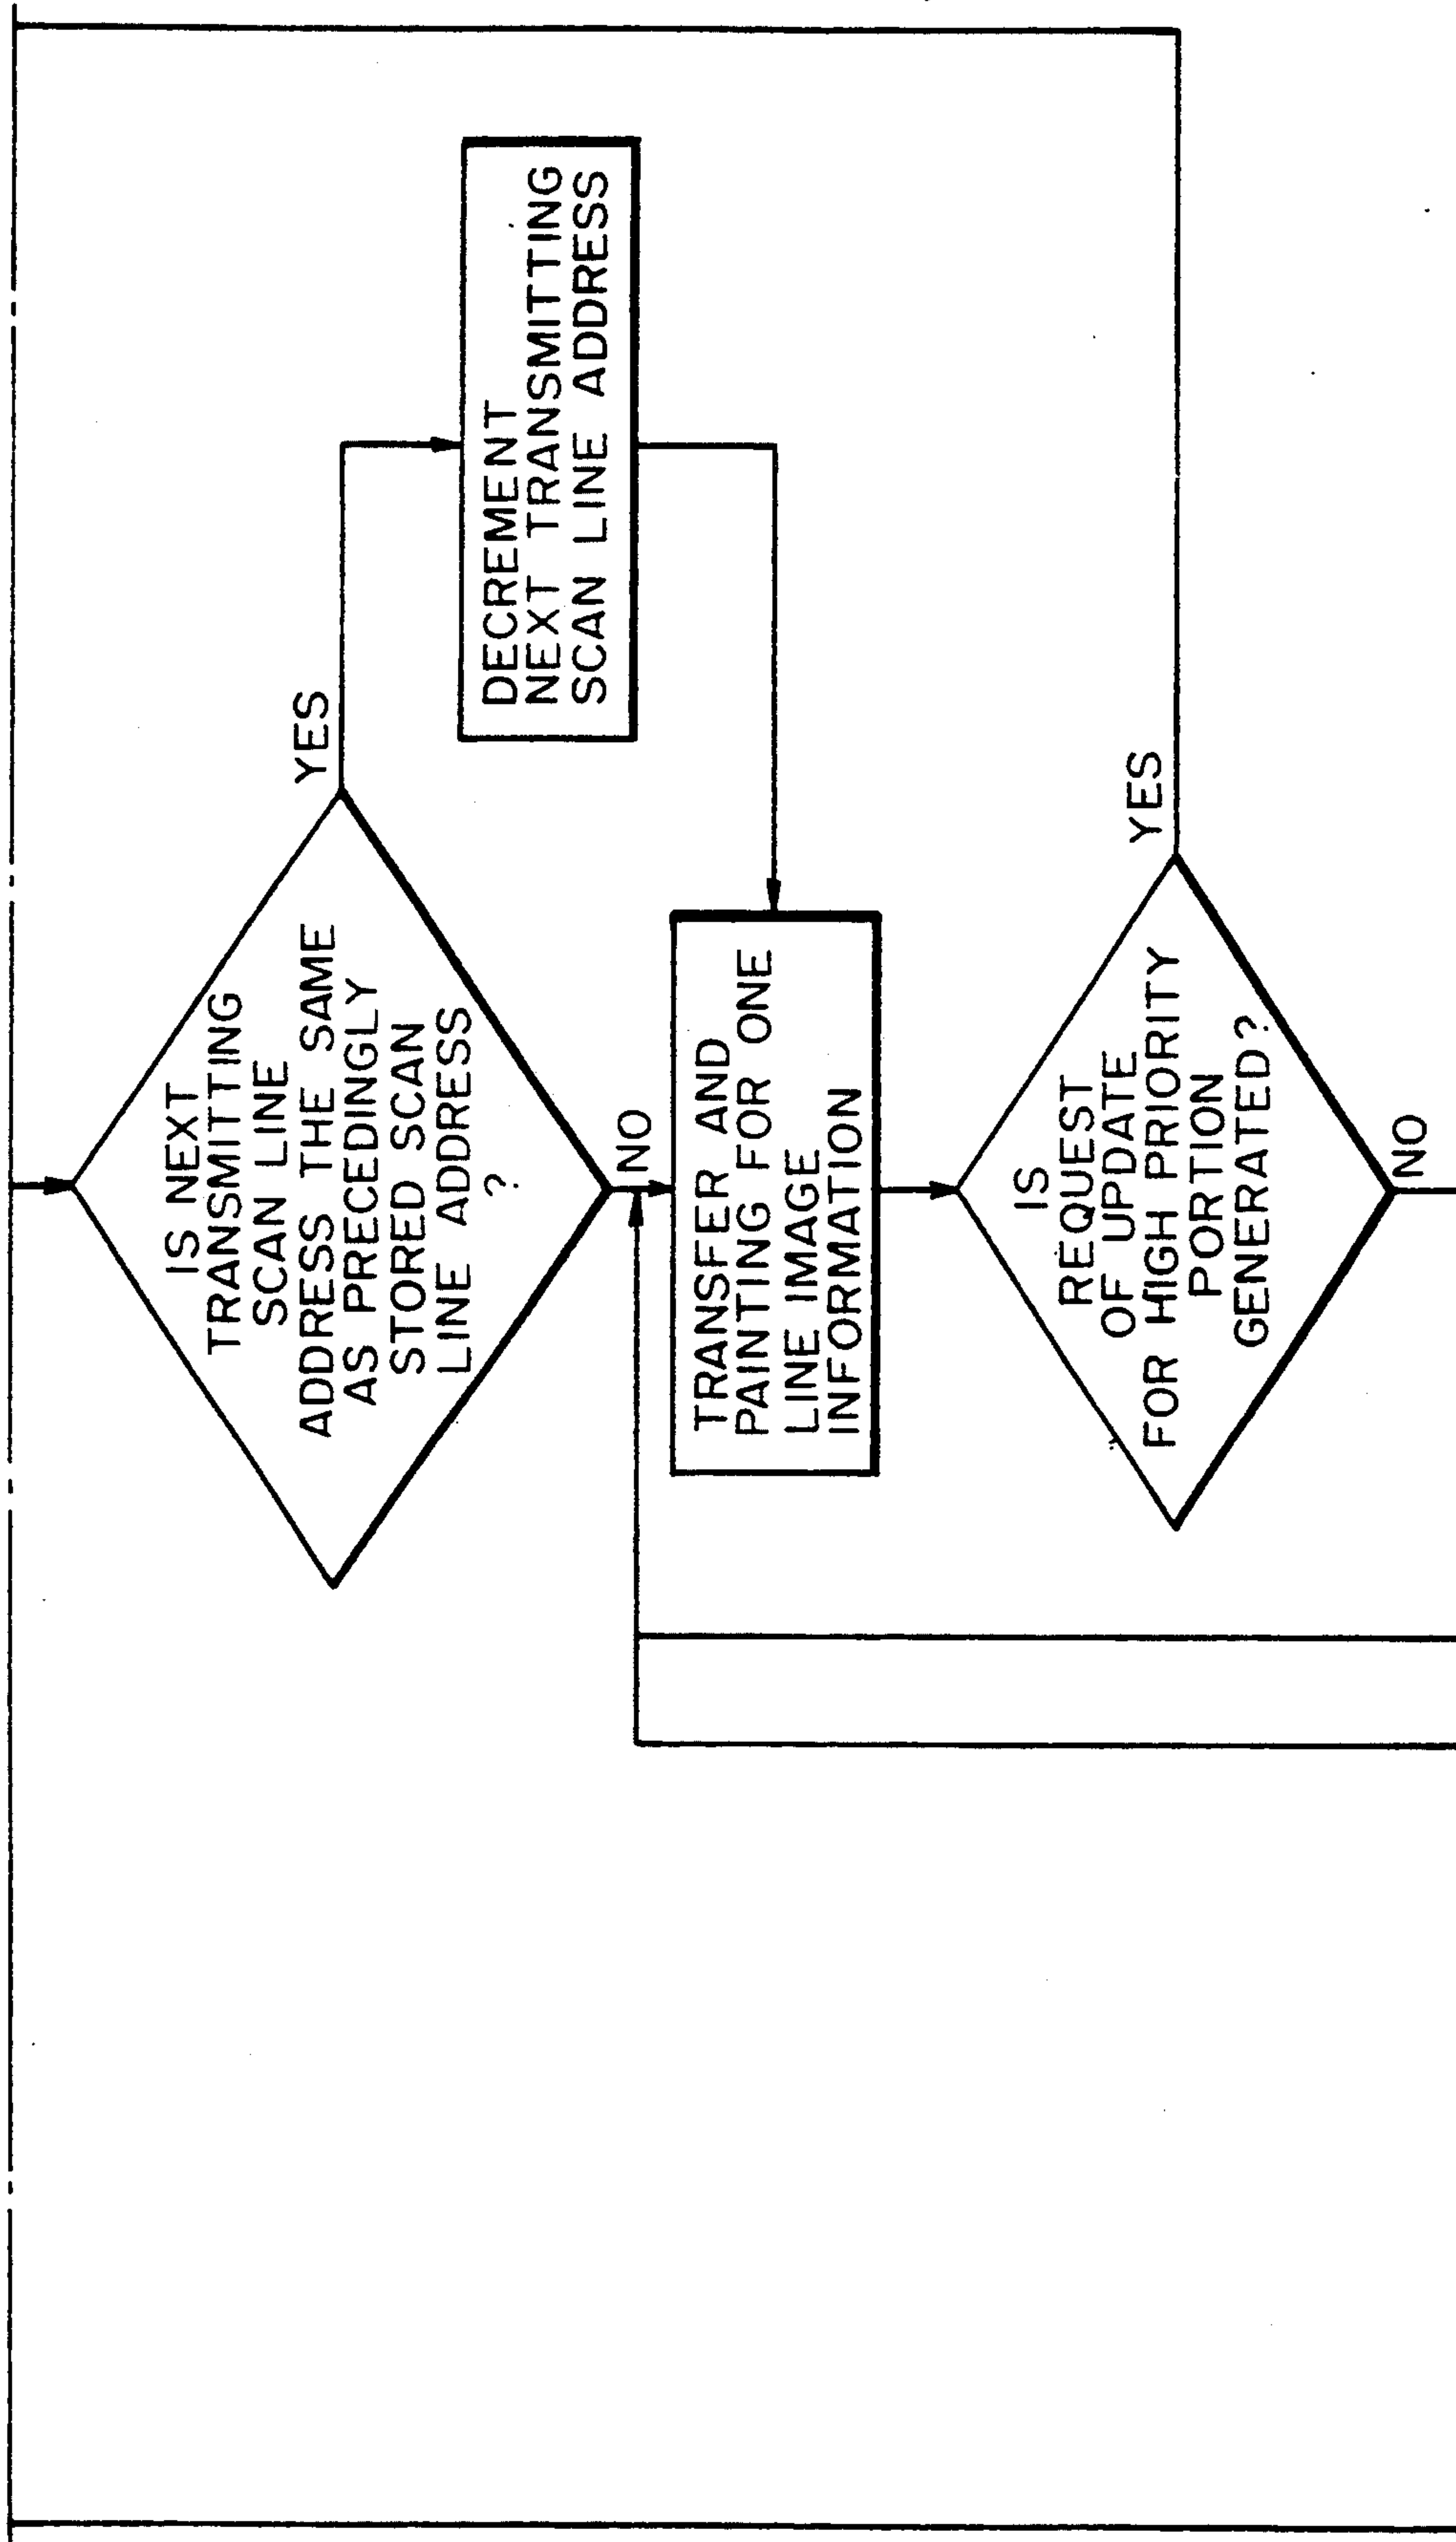 IS NEXT
TRANSMITTING
SCAN LINE
ADDRESS THE SAME
AS PRECEDINGLY
STORED SCAN
LINE ADDRESS
?
YES
DECREMENT
NEXT TRANSMITTING
SCAN LINE ADDRESS
NO
TRANSFER AND
PAINTING FOR ONE
LINE IMAGE
INFORMATION
IS
REQUEST
OF UPDATE
FOR HIGH PRIORITY
PORTION
GENERATED?
YES
NO